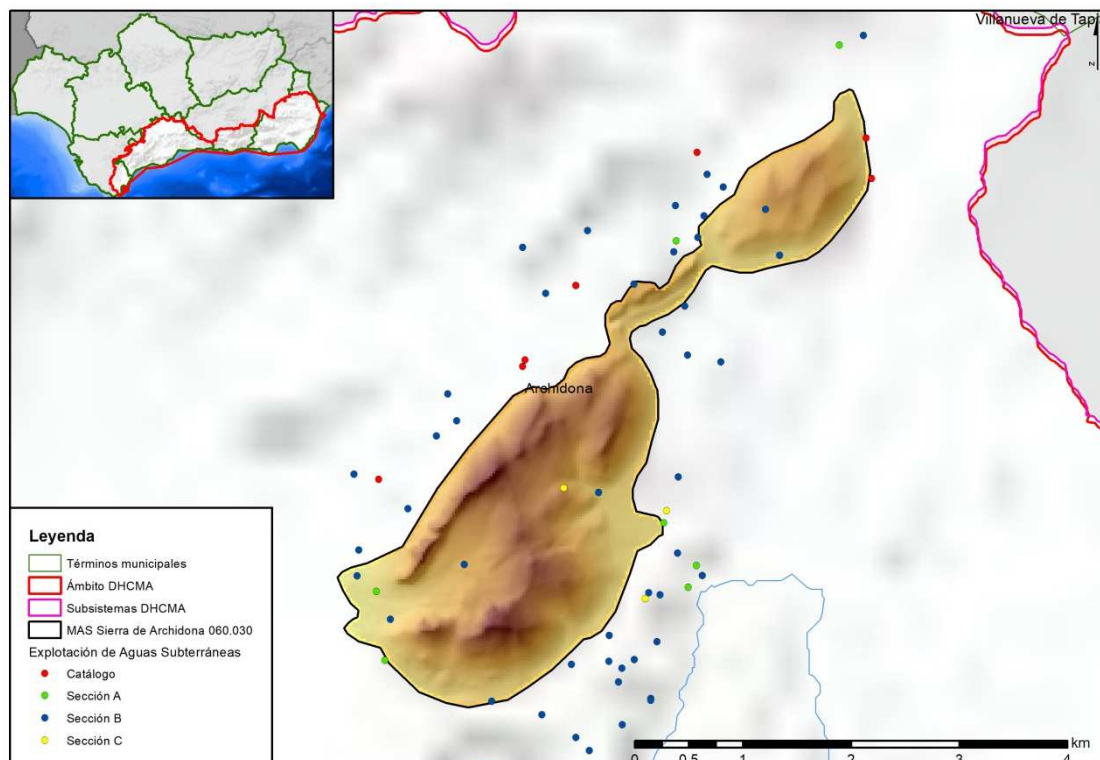 Villanueva de Tapi
z
Archidona
Leyenda
Términos municipales
Ámbito DHCMA
Subsistemas DHCMA
MAS Sierra de Archidona 060.030
Explotación de Aguas Subterráneas
Catálogo
Sección A
Sección B
Sección C
km
0 0.5 1 2 3 4